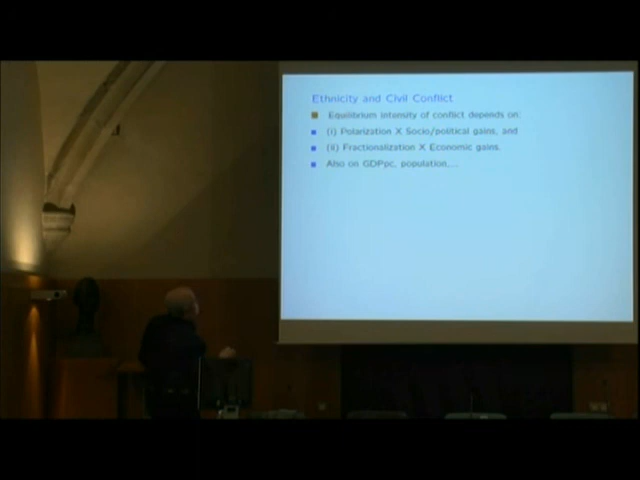 Ethnicity and Civil Conflict
Equilibrium intensity of conflict depends on:
(i) Polarization X Socio/political gains, and
(ii) Fractionalization X Economic gains.
Also on GDPpc, population,...